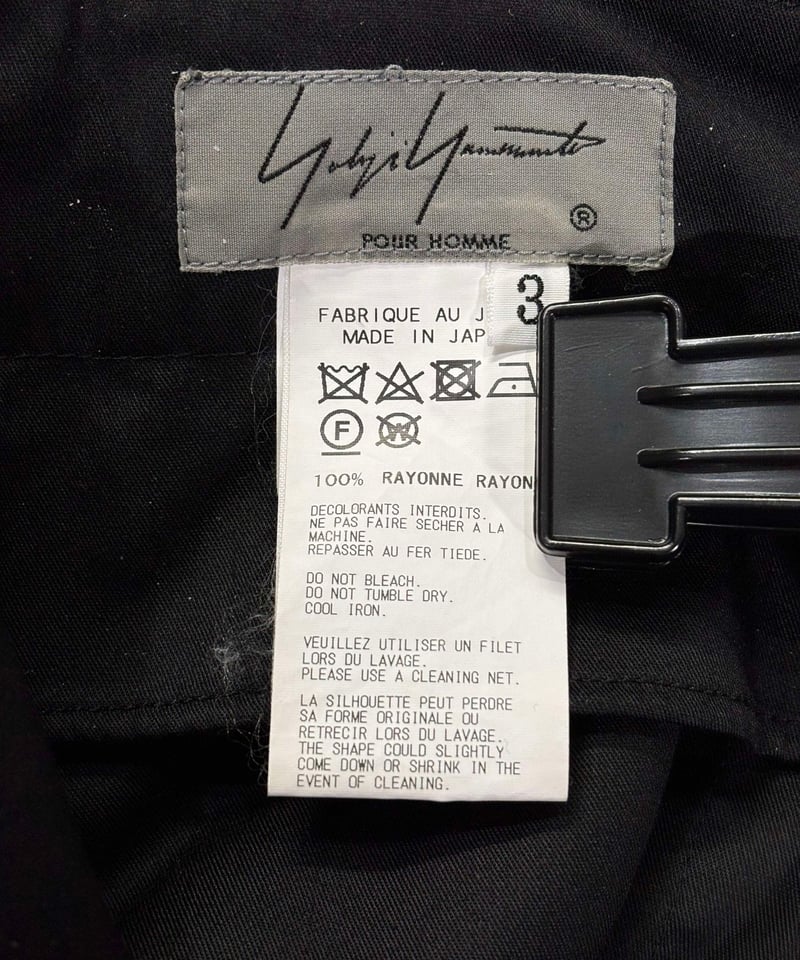 Yohji Yamamoto
®
POUR HOMME
3
FABRIQUE AU J
MADE IN JAP
F
W
100% RAYONNE RAYON
DECOLORANTS INTERDITS.
NE PAS FAIRE SECHER A LA
MACHINE.
REPASSER AU FER TIEDE.
DO NOT BLEACH.
DO NOT TUMBLE DRY.
COOL IRON.
VEUILLEZ UTILISER UN FILET
LORS DU LAVAGE.
PLEASE USE A CLEANING NET.
LA SILHOUETTE PEUT PERDRE
SA FORME ORIGINALE OU
RETRECIR LORS DU LAVAGE.
THE SHAPE COULD SLIGHTLY
COME DOWN OR SHRINK IN THE
EVENT OF CLEANING.